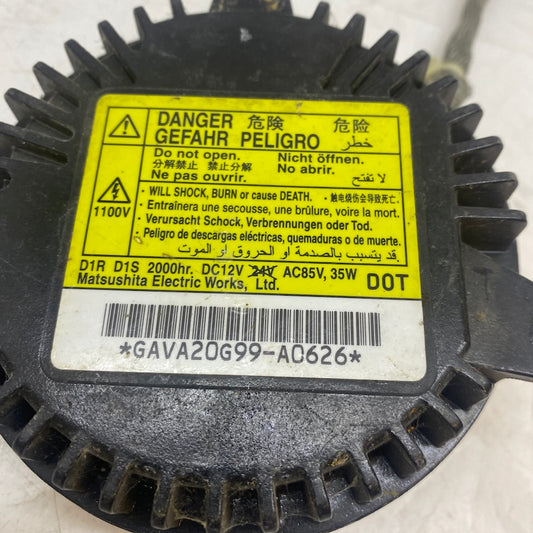 DANGER 危険 危险
GEFAHR PELIGRO خطر
Do not open. Nicht öffnen.
分解禁止 禁止分解 No abrir.
Ne pas ouvrir. لا تفتح
1100V
· WILL SHOCK, BURN or cause DEATH. · 触电烧伤会导致死亡.
· Entraînera une secousse, une brûlure, voire la mort.
· Verursacht Schock, Verbrennungen oder Tod.
· Peligro de descargas eléctricas, quemaduras o de muerte.
قد يتسبب بالصدمة او الحروق او الموت.
D1R D1S 2000hr. DC12V 24V AC85V, 35W DOT
Matsushita Electric Works, Ltd.
*GAVA20G99-A0626*